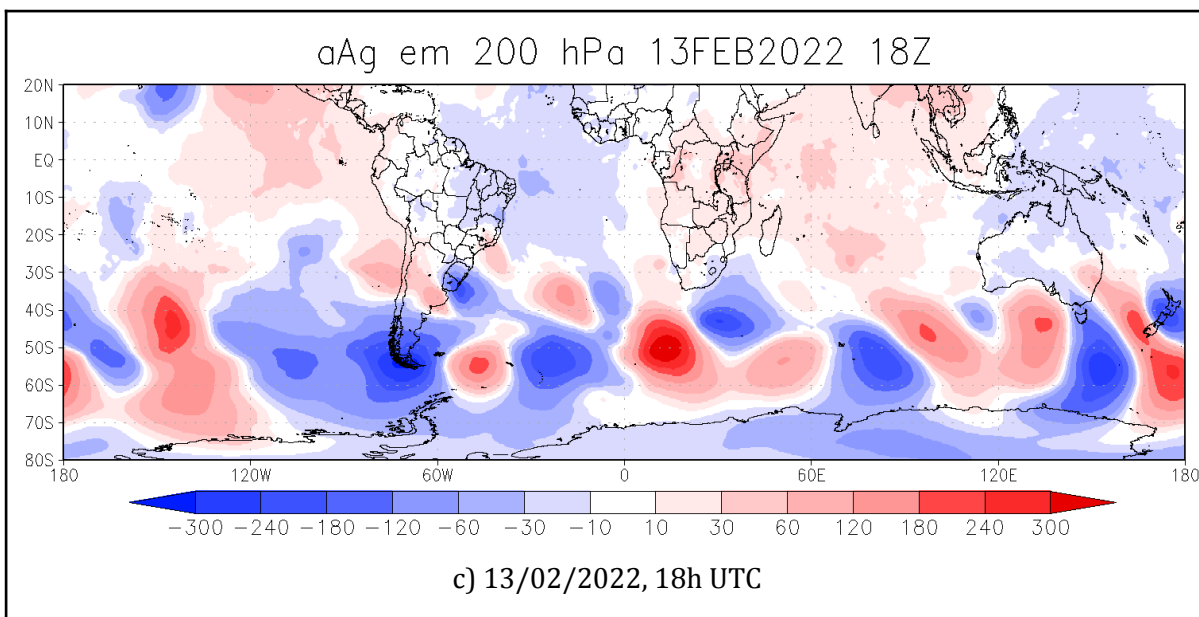 aAg em 200 hPa 13FEB2022 18Z
20N
10N
EQ
10S
20S
30S
40S
50S
60S
70S
80S
180 120W 60W 0 60E 120E 180
−300 −240 −180 −120 −60 −30 −10 10 30 60 120 180 240 300
c) 13/02/2022, 18h UTC